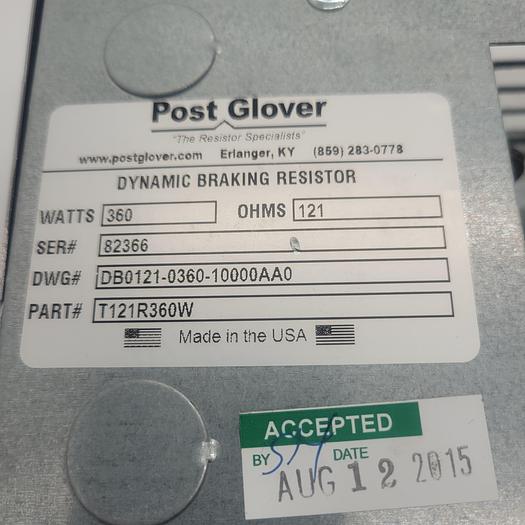 Post Glover
"The Resistor Specialists"
www.postglover.com Erlanger, KY (859) 283-0778
DYNAMIC BRAKING RESISTOR
WATTS 360 OHMS 121
SER# 82366
DWG# DB0121-0360-10000AA0
PART# T121R360W
Made in the USA
ACCEPTED
BY DATE
AUG 12 2015